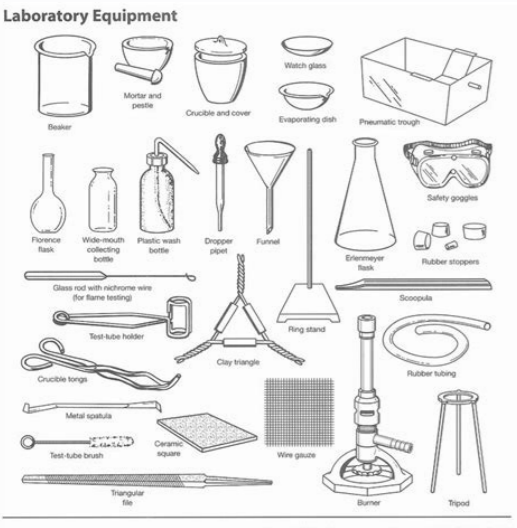 Laboratory Equipment
Beaker
Mortar and
pestle
Crucible and cover
Watch glass
Evaporating dish
Pneumatic trough
Florence
flask
Wide-mouth
collecting
bottle
Plastic wash
bottle
Dropper
pipet
Funnel
Erlenmeyer
flask
Safety goggles
Rubber stoppers
Glass rod with nichrome wire
(for flame testing)
Scoopula
Ring stand
Test-tube holder
Clay triangle
Rubber tubing
Crucible tongs
Metal spatula
Ceramic
square
Wire gauze
Test-tube brush
Triangular
file
Burner
Tripod